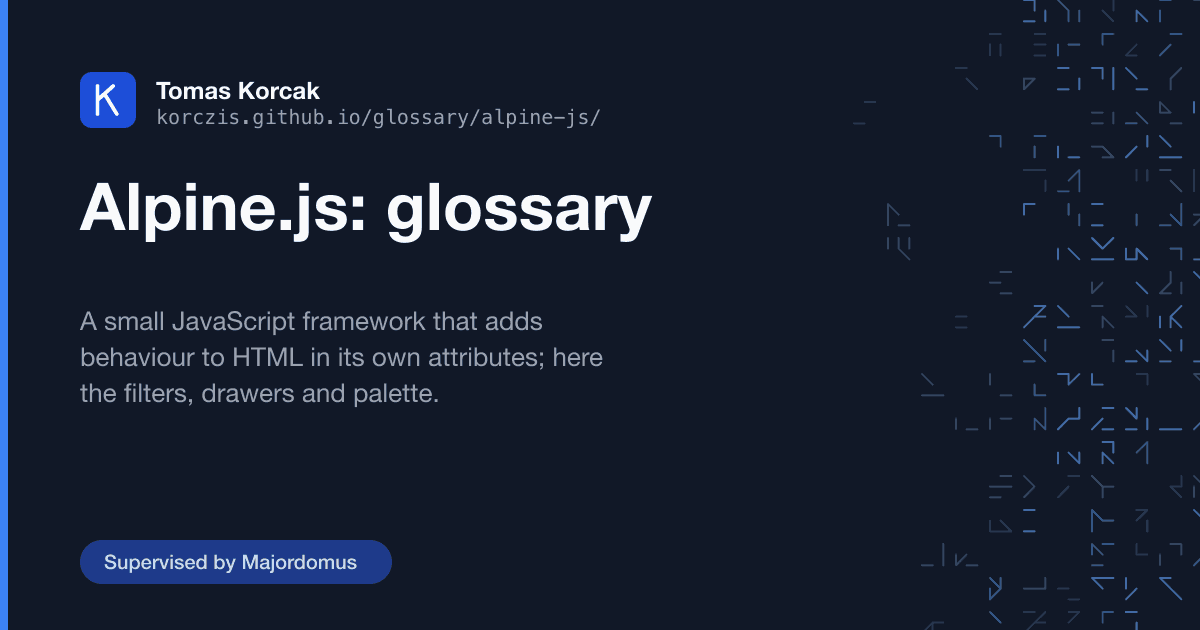 K
Tomas Korcak
korczis.github.io/glossary/alpine-js/
Alpine.js: glossary
A small JavaScript framework that adds
behaviour to HTML in its own attributes; here
the filters, drawers and palette.
Supervised by Majordomus